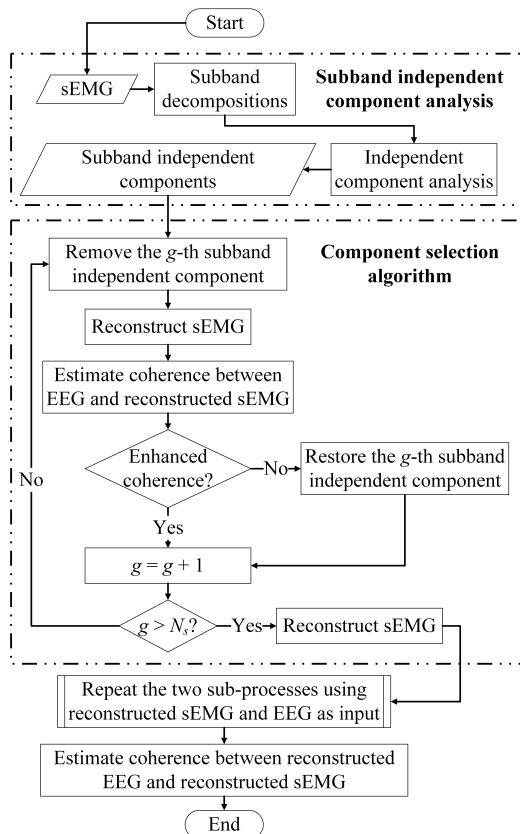 Start
sEMG
Subband
decompositions
Subband independent
component analysis
Subband independent
components
Independent
component analysis
Remove the g-th subband
independent component
Component selection
algorithm
Reconstruct sEMG
Estimate coherence between
EEG and reconstructed sEMG
Enhanced
coherence?
No
Restore the g-th subband
independent component
No
Yes
g = g + 1
g > Nₛ?
Yes
Reconstruct sEMG
Repeat the two sub-processes using
reconstructed sEMG and EEG as input
Estimate coherence between reconstructed
EEG and reconstructed sEMG
End